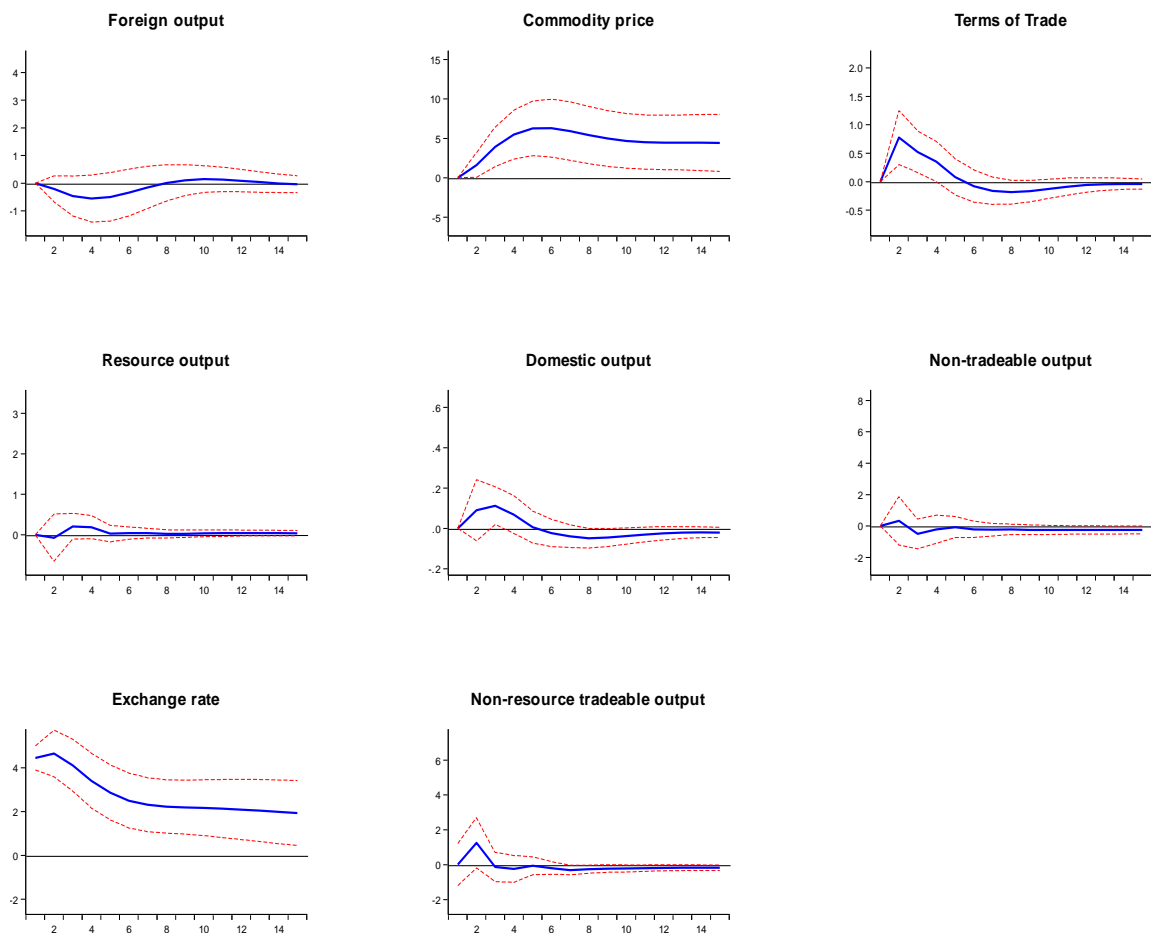 Foreign output
4
3
2
1
0
-1
2 4 6 8 10 12 14
Commodity price
15
10
5
0
-5
2 4 6 8 10 12 14
Terms of Trade
2.0
1.5
1.0
0.5
0.0
-0.5
2 4 6 8 10 12 14
Resource output
3
2
1
0
2 4 6 8 10 12 14
Domestic output
.6
.4
.2
.0
-.2
2 4 6 8 10 12 14
Non-tradeable output
8
6
4
2
0
-2
2 4 6 8 10 12 14
Exchange rate
4
2
0
-2
2 4 6 8 10 12 14
Non-resource tradeable output
6
4
2
0
-2
2 4 6 8 10 12 14